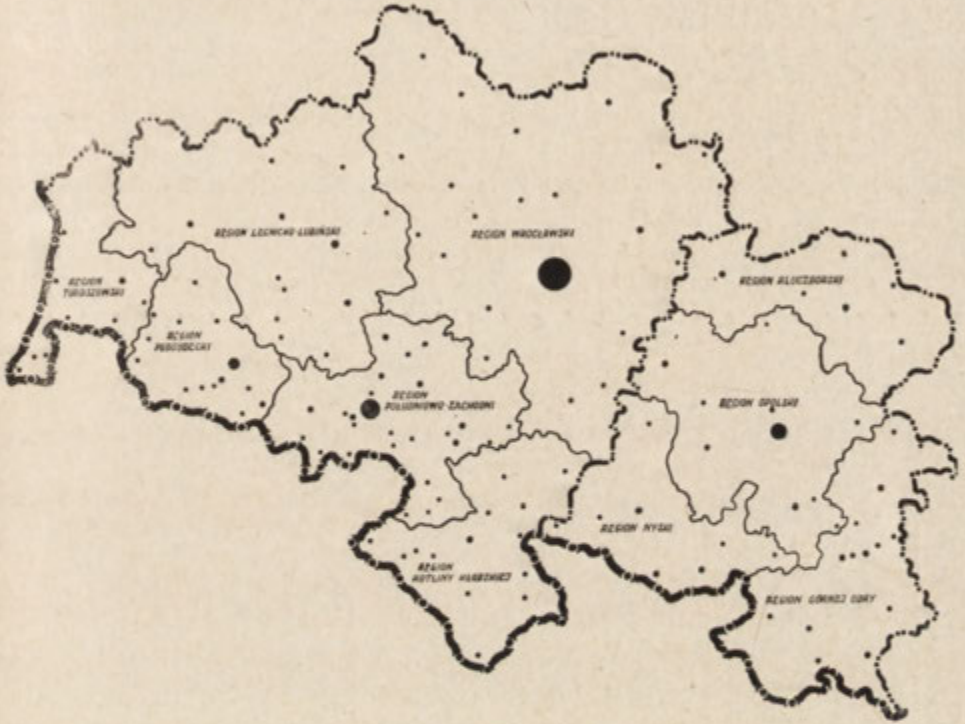 REGION LEGNICKO-LUBIŃSKI
REGION WROCŁAWSKI
REGION
TUROSZOWSKI
REGION KLUCZBORSKI
REGION
PODSUDECKI
REGION
POŁUDNIOWO-ZACHODNI
REGION OPOLSKI
REGION NYSKI
REGION
KOTLINY KŁODZKIEJ
REGION GÓRNEJ ODRY